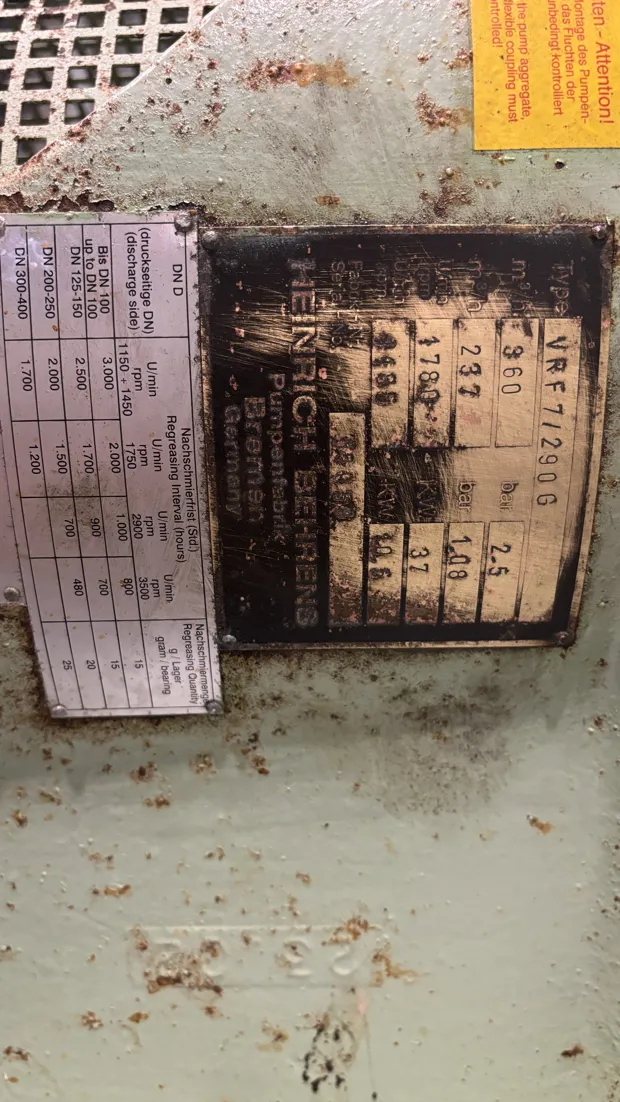 ten - Attention!
ontage des Pumpen-
das Fluchten der
unbedingt kontrolliert
the pump aggregate,
flexible coupling must
ntrolled!
Type VRF 7/290 G
360 bar 2.5
237 bar 1.08
1780 KW 37
KW
HEINRICH BEHRENS
Pumpenfabrik
Bremen
Germany
DN D
(druckseitige DN)
(discharge side)
Nachschmierfrist (Std.)
Regreasing Interval (hours)
Nachschmiermenge
Regreasing Quantity
g / Lager
gram / bearing
U/min U/min U/min U/min
rpm rpm rpm rpm
1150 + 1450 1750 2900 3500
Bis DN 100
up to DN 100 3.000 2.000 1.000 800 15
DN 125-150 2.500 1.700 900 700 15
DN 200-250 2.000 1.500 700 480 20
DN 300-400 1.700 1.200 25